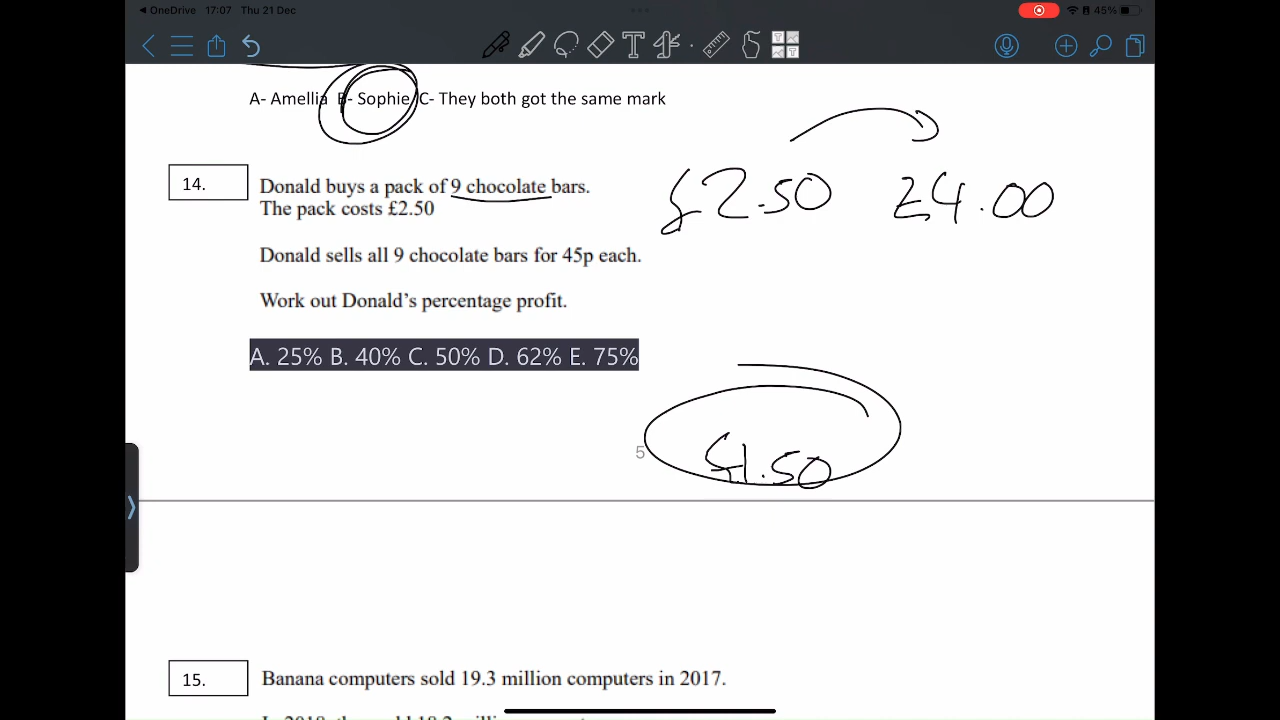 OneDrive 17:07 Thu 21 Dec 45%
A- Amellia B- Sophie C- They both got the same mark
14.
Donald buys a pack of 9 chocolate bars.
The pack costs £2.50
£2.50 £4.00
Donald sells all 9 chocolate bars for 45p each.
Work out Donald's percentage profit.
A. 25% B. 40% C. 50% D. 62% E. 75%
5
£1.50
15.
Banana computers sold 19.3 million computers in 2017.